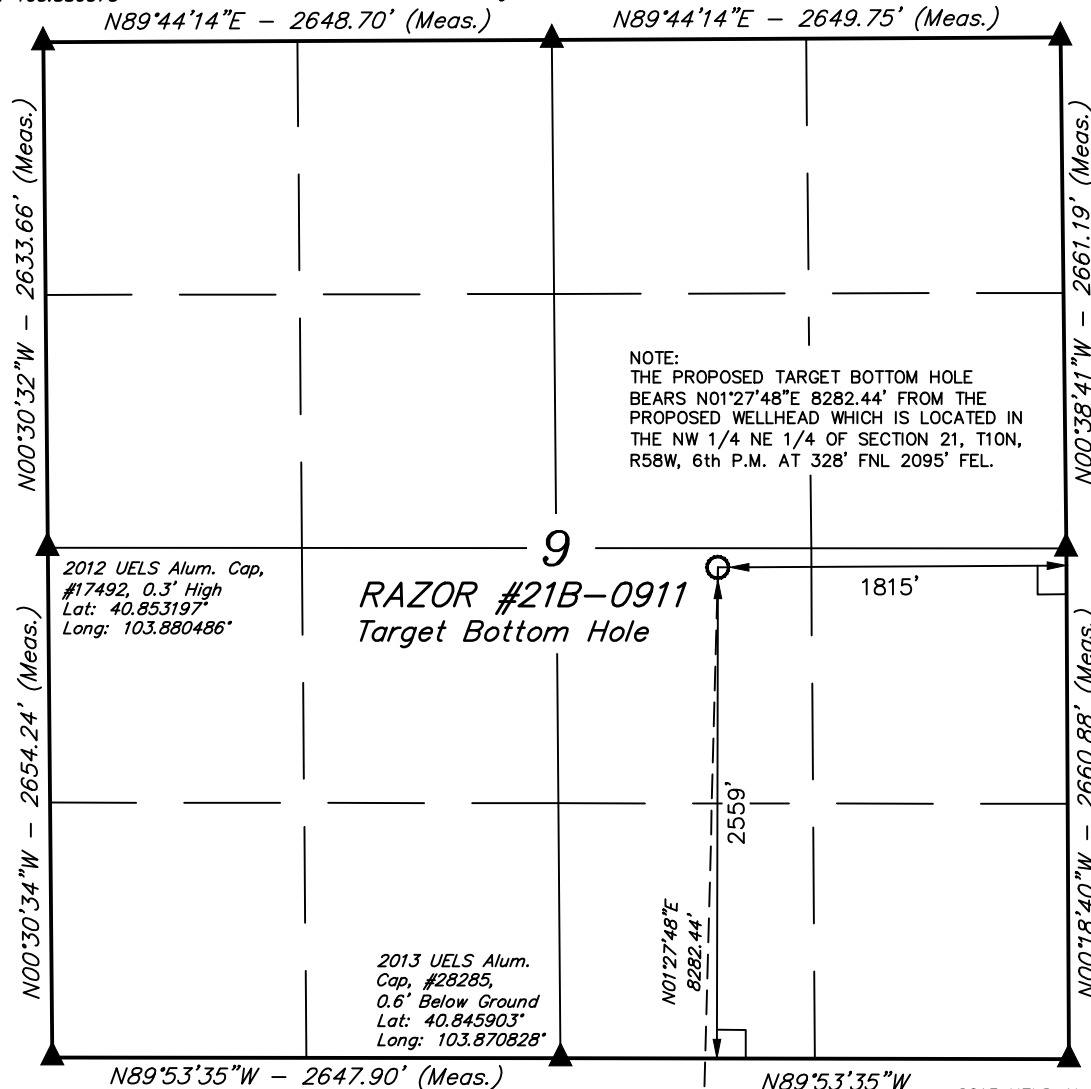 N89°44'14"E - 2648.70' (Meas.)
N89°44'14"E - 2649.75' (Meas.)
N00°30'32"W - 2633.66' (Meas.)
N00°38'41"W - 2661.19' (Meas.)
NOTE:
THE PROPOSED TARGET BOTTOM HOLE
BEARS N01°27'48"E 8282.44' FROM THE
PROPOSED WELLHEAD WHICH IS LOCATED IN
THE NW 1/4 NE 1/4 OF SECTION 21, T10N,
R58W, 6th P.M. AT 328' FNL 2095' FEL.
9
2012 UELS Alum. Cap,
#17492, 0.3' High
Lat: 40.853197°
Long: 103.880486°
RAZOR #21B-0911
Target Bottom Hole
1815'
N00°30'34"W - 2654.24' (Meas.)
N00°18'40"W - 2660.88' (Meas.)
2559'
N01°27'48"E
8282.44'
2013 UELS Alum.
Cap, #28285,
0.6' Below Ground
Lat: 40.845903°
Long: 103.870828°
N89°53'35"W - 2647.90' (Meas.)
N89°53'35"W